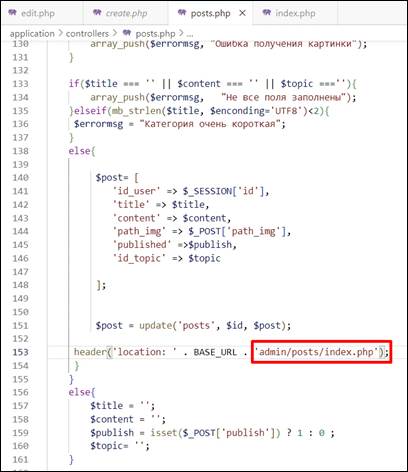 edit.php
create.php
posts.php ×
index.php
application > controllers > posts.php > ...
130 array_push($errormsg, "Ошибка получения картинки");
131 }
132
133 if($title === '' || $content === '' || $topic ===''){
134 array_push($errormsg, "Не все поля заполнены");
135 }elseif(mb_strlen($title, $enconding='UTF8')<2){
136 $errormsg = "Категория очень короткая";
137 }
138 else{
139
140 $post= [
141 'id_user' => $_SESSION['id'],
142 'title' => $title,
143 'content' => $content,
144 'path_img' => $_POST['path_img'],
145 'published' =>$publish,
146 'id_topic' => $topic
147
148 ];
149
150
151 $post = update('posts', $id, $post);
152
153 header('location: ' . BASE_URL . 'admin/posts/index.php');
154 }
155 }
156 else{
157 $title = '';
158 $content = '';
159 $publish = isset($_POST['publish']) ? 1 : 0 ;
160 $topic= '';
161 }